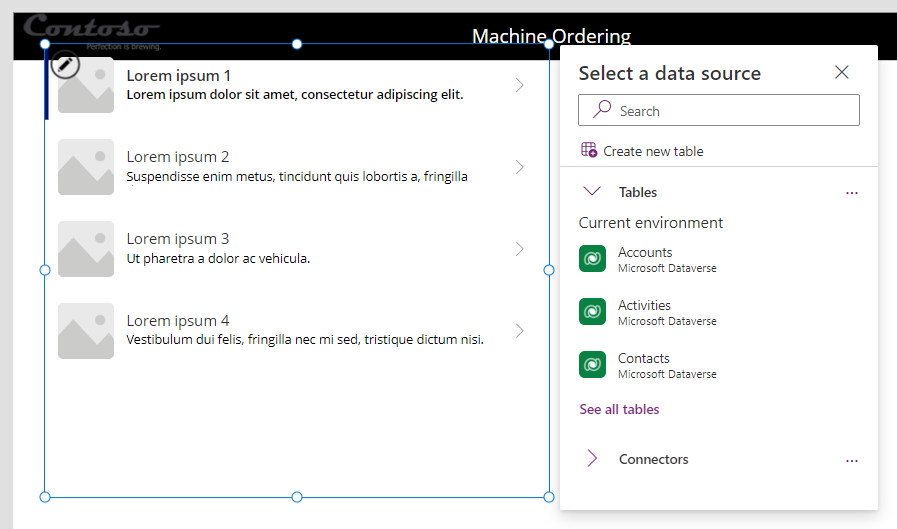 Contoso
Perfection is brewing.
Machine Ordering
Lorem ipsum 1
Lorem ipsum dolor sit amet, consectetur adipiscing elit.
Lorem ipsum 2
Suspendisse enim metus, tincidunt quis lobortis a, fringilla
Lorem ipsum 3
Ut pharetra a dolor ac vehicula.
Lorem ipsum 4
Vestibulum dui felis, fringilla nec mi sed, tristique dictum nisi.
Select a data source
Search
Create new table
Tables
...
Current environment
Accounts
Microsoft Dataverse
Activities
Microsoft Dataverse
Contacts
Microsoft Dataverse
See all tables
Connectors
...